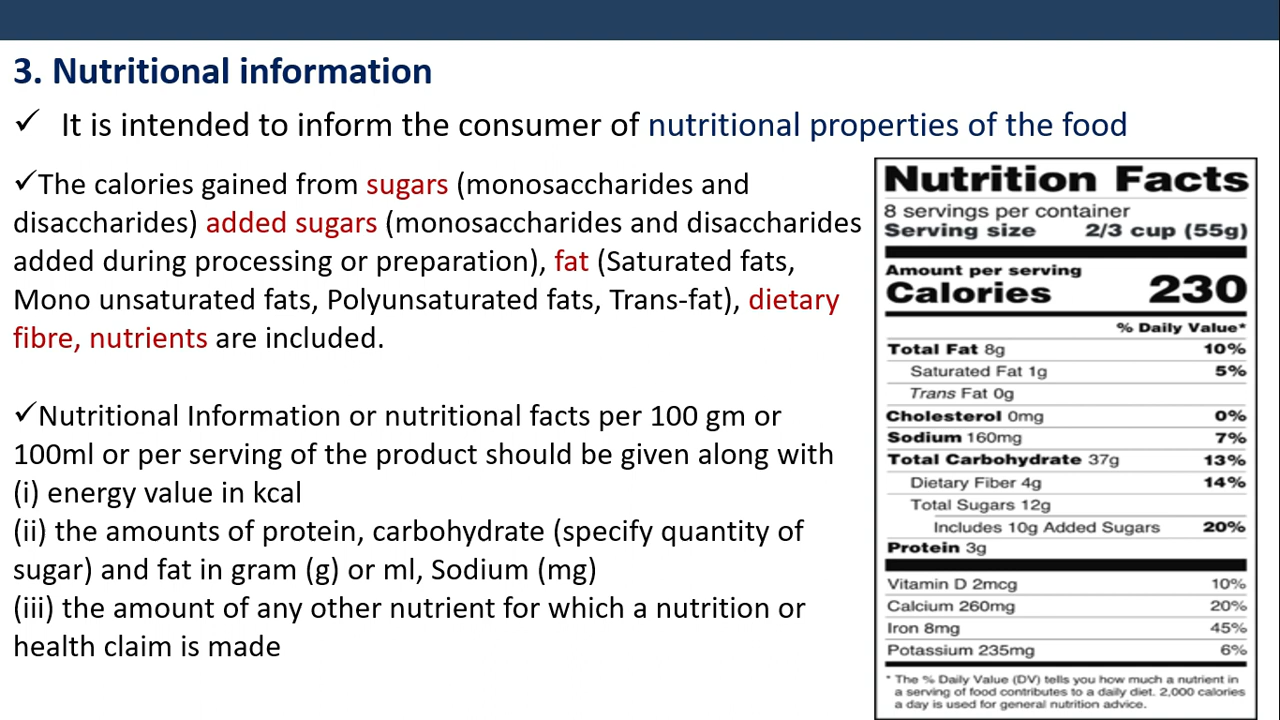 3. Nutritional information
✓ It is intended to inform the consumer of nutritional properties of the food
✓The calories gained from sugars (monosaccharides and
disaccharides) added sugars (monosaccharides and disaccharides
added during processing or preparation), fat (Saturated fats,
Mono unsaturated fats, Polyunsaturated fats, Trans-fat), dietary
fibre, nutrients are included.
✓Nutritional Information or nutritional facts per 100 gm or
100ml or per serving of the product should be given along with
(i) energy value in kcal
(ii) the amounts of protein, carbohydrate (specify quantity of
sugar) and fat in gram (g) or ml, Sodium (mg)
(iii) the amount of any other nutrient for which a nutrition or
health claim is made
Nutrition Facts
8 servings per container
Serving size 2/3 cup (55g)
Amount per serving
Calories 230
% Daily Value*
Total Fat 8g 10%
Saturated Fat 1g 5%
Trans Fat 0g
Cholesterol 0mg 0%
Sodium 160mg 7%
Total Carbohydrate 37g 13%
Dietary Fiber 4g 14%
Total Sugars 12g
Includes 10g Added Sugars 20%
Protein 3g
Vitamin D 2mcg 10%
Calcium 260mg 20%
Iron 8mg 45%
Potassium 235mg 6%
* The % Daily Value (DV) tells you how much a nutrient in
a serving of food contributes to a daily diet. 2,000 calories
a day is used for general nutrition advice.